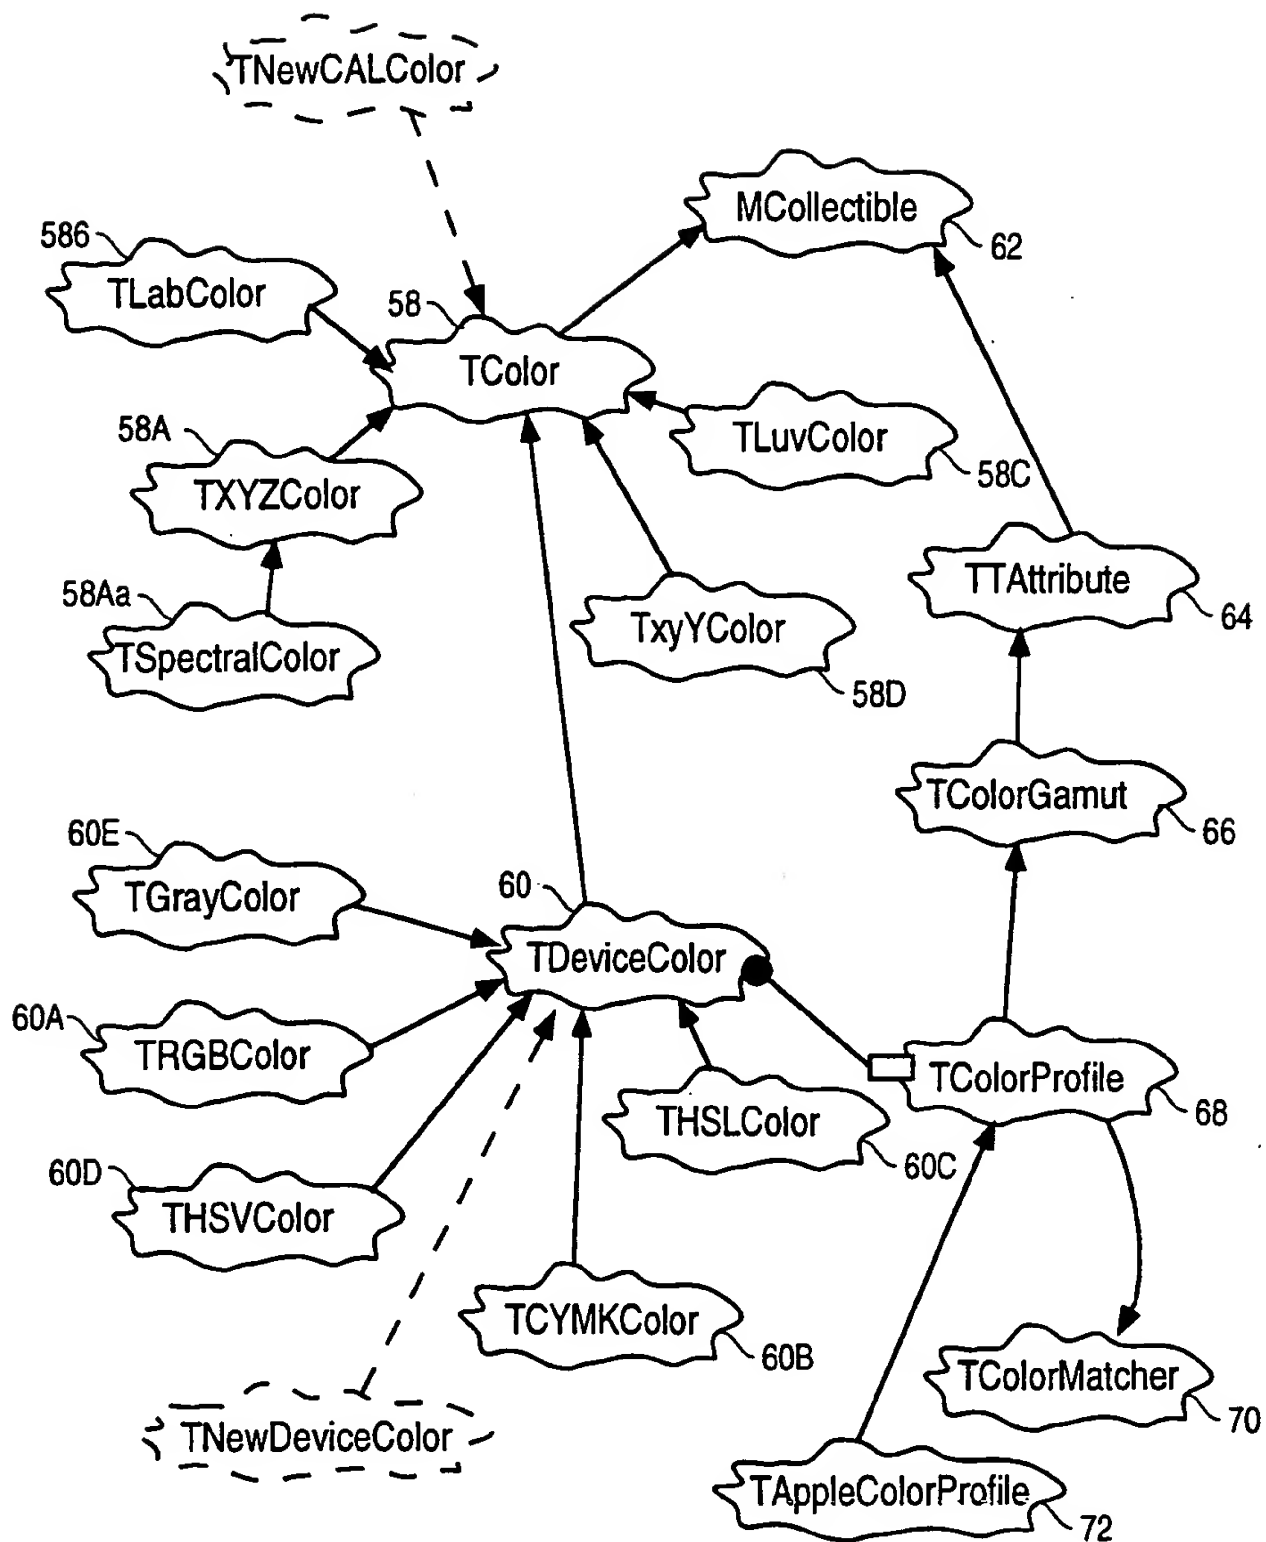 TNewCALColor
MCollectible
62
586
TLabColor
58
TColor
58A
TLuvColor
58C
TXYZColor
TTAttribute
64
58Aa
TxyYColor
TSpectralColor
58D
TColorGamut
66
60E
TGrayColor
60
TDeviceColor
60A
TRGBColor
TColorProfile
68
THSLColor
60C
60D
THSVColor
TCYMKColor
60B
TColorMatcher
70
TNewDeviceColor
TAppleColorProfile
72